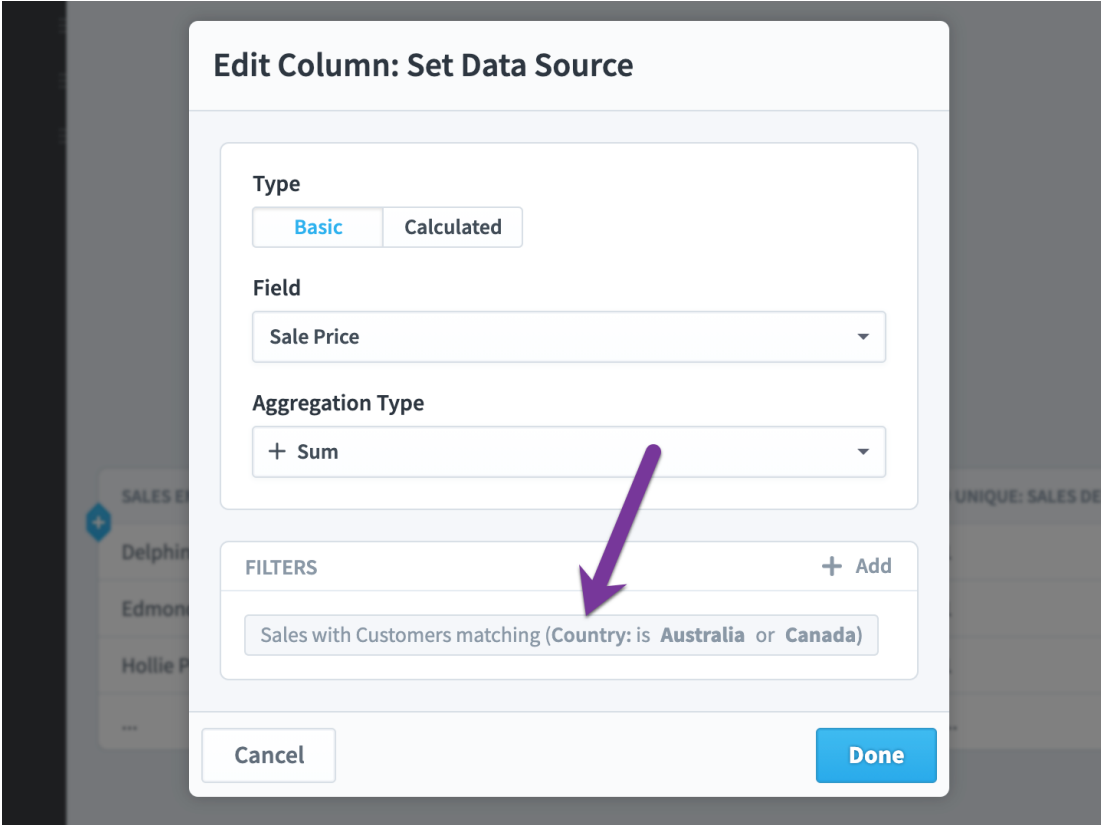 Edit Column: Set Data Source
Type
Basic Calculated
Field
Sale Price
Aggregation Type
+ Sum
SALES
UNIQUE: SALES
Delphin
FILTERS + Add
Edmon
Sales with Customers matching (Country: is Australia or Canada)
Hollie P
...
Cancel Done